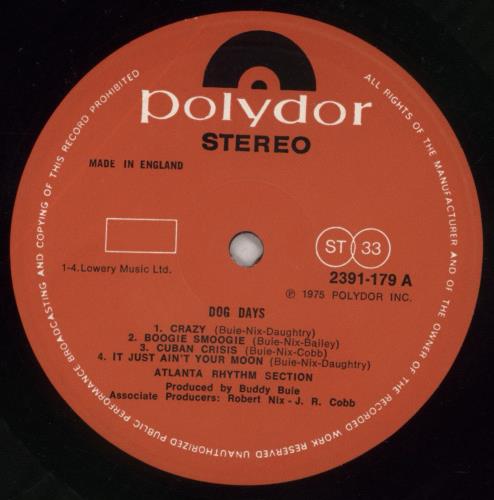 polydor
STEREO
MADE IN ENGLAND
ST 33
1-4. Lowery Music Ltd.
2391-179 A
℗ 1975 POLYDOR INC.
DOG DAYS
1. CRAZY (Buie-Nix-Daughtry)
2. BOOGIE SMOOGIE (Buie-Nix-Bailey)
3. CUBAN CRISIS (Buie-Nix-Cobb)
4. IT JUST AIN'T YOUR MOON (Buie-Nix-Daughtry)
ATLANTA RHYTHM SECTION
Produced by Buddy Buie
Associate Producers: Robert Nix - J. R. Cobb
ALL RIGHTS OF THE MANUFACTURER AND OF THE OWNER OF THE RECORDED WORK RESERVED UNAUTHORIZED PUBLIC PERFORMANCE BROADCASTING AND COPYING OF THIS RECORD PROHIBITED